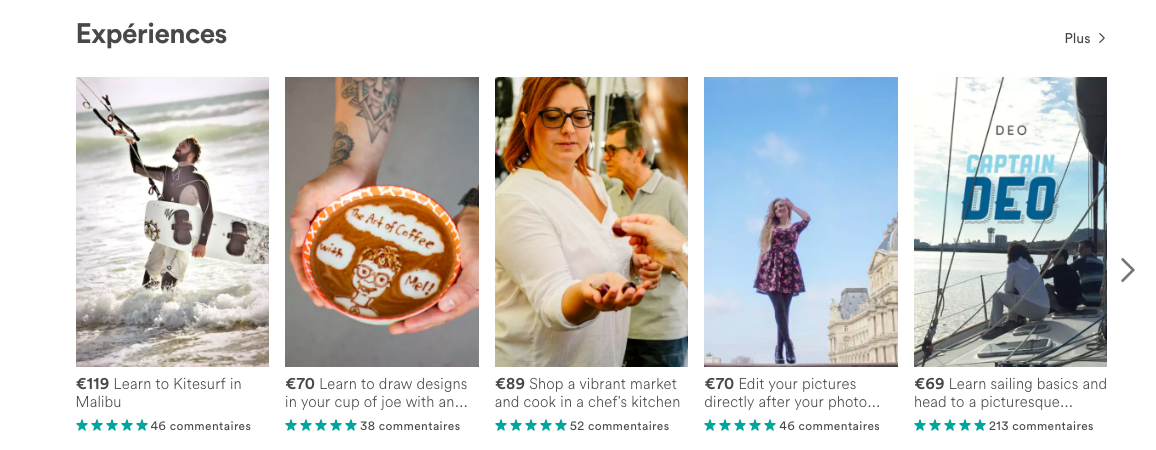 Expériences
Plus
The Art of Coffee
with
Mel!
DEO
CAPTAIN
DEO
€119 Learn to Kitesurf in
Malibu
46 commentaires
€70 Learn to draw designs
in your cup of joe with an...
38 commentaires
€89 Shop a vibrant market
and cook in a chef's kitchen
52 commentaires
€70 Edit your pictures
directly after your photo...
46 commentaires
€69 Learn sailing basics and
head to a picturesque...
213 commentaires